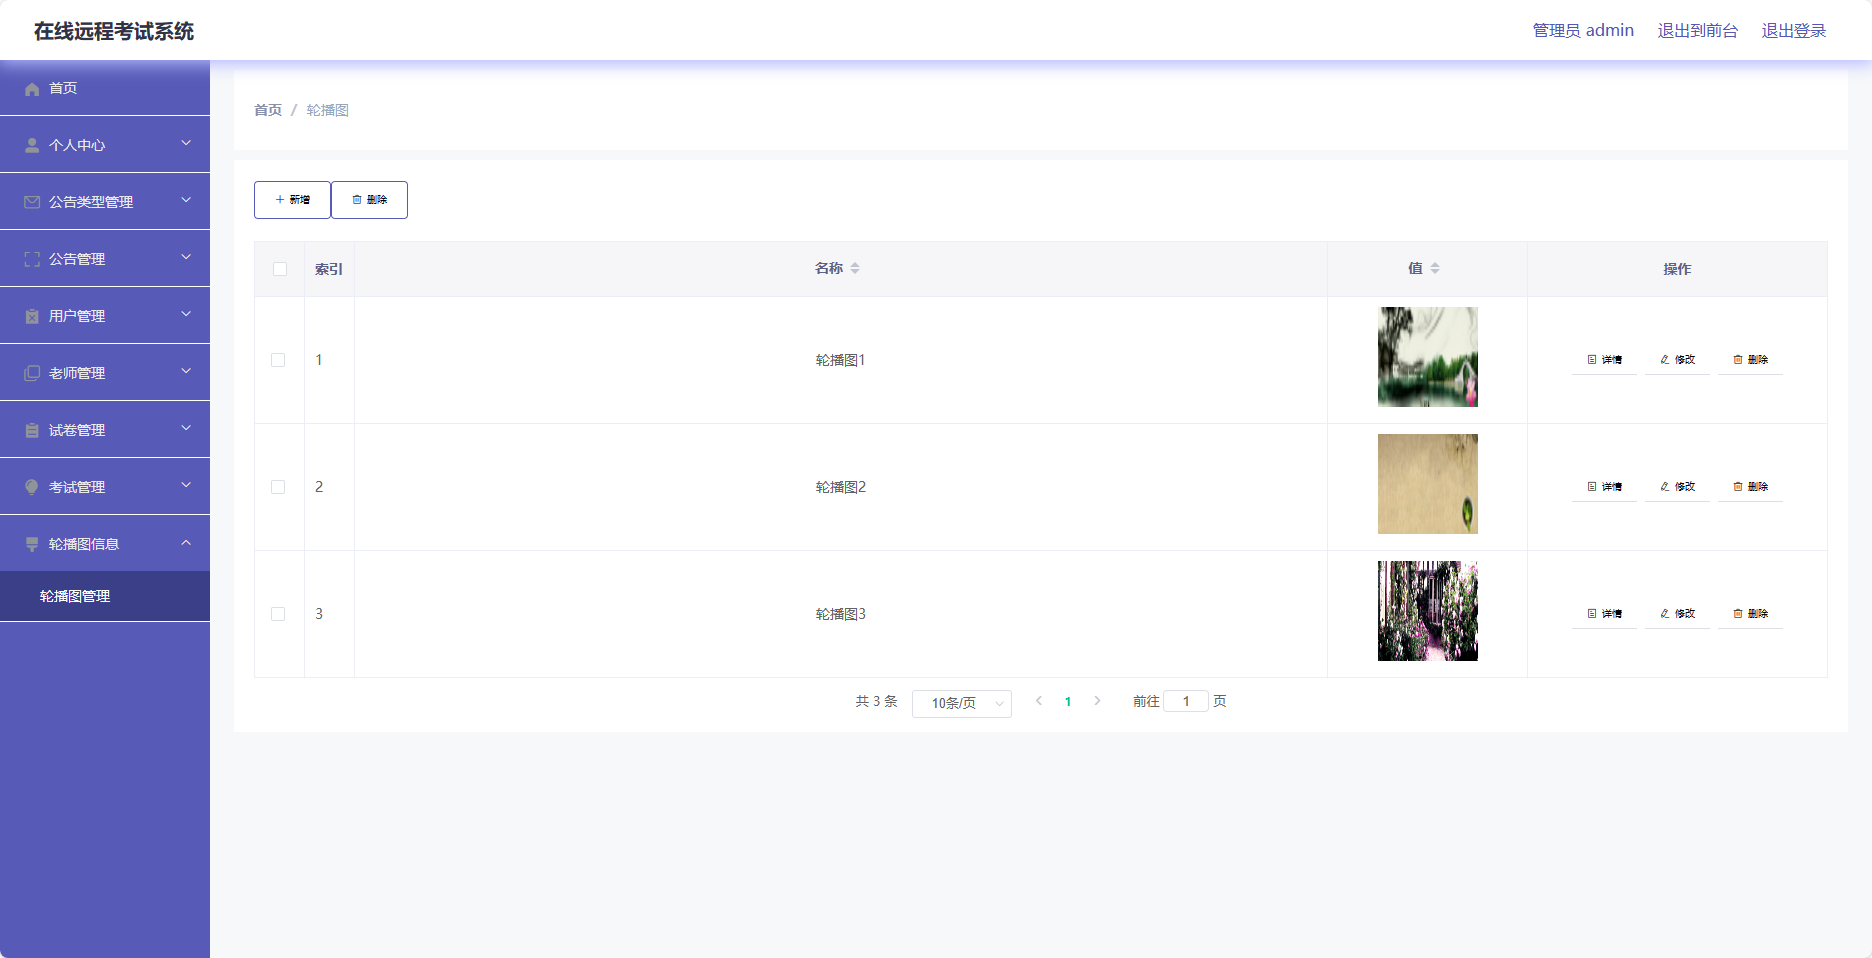 在线远程考试系统
管理员 admin 退出到前台 退出登录
首页
个人中心
公告类型管理
公告管理
用户管理
老师管理
试卷管理
考试管理
轮播图信息
轮播图管理
首页 / 轮播图
新增 删除
索引 名称 值 操作
1 轮播图1 详情 修改 删除
2 轮播图2 详情 修改 删除
3 轮播图3 详情 修改 删除
共 3 条 10条/页 1 前往 1 页